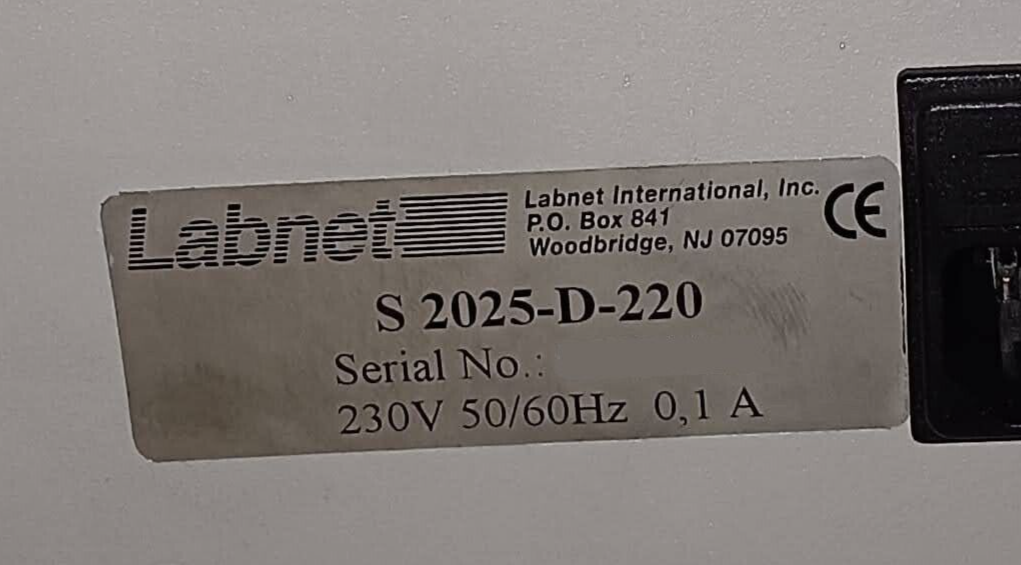 Labnet
Labnet International, Inc.
P.O. Box 841
Woodbridge, NJ 07095
CE
S 2025-D-220
Serial No.:
230V 50/60Hz 0,1 A